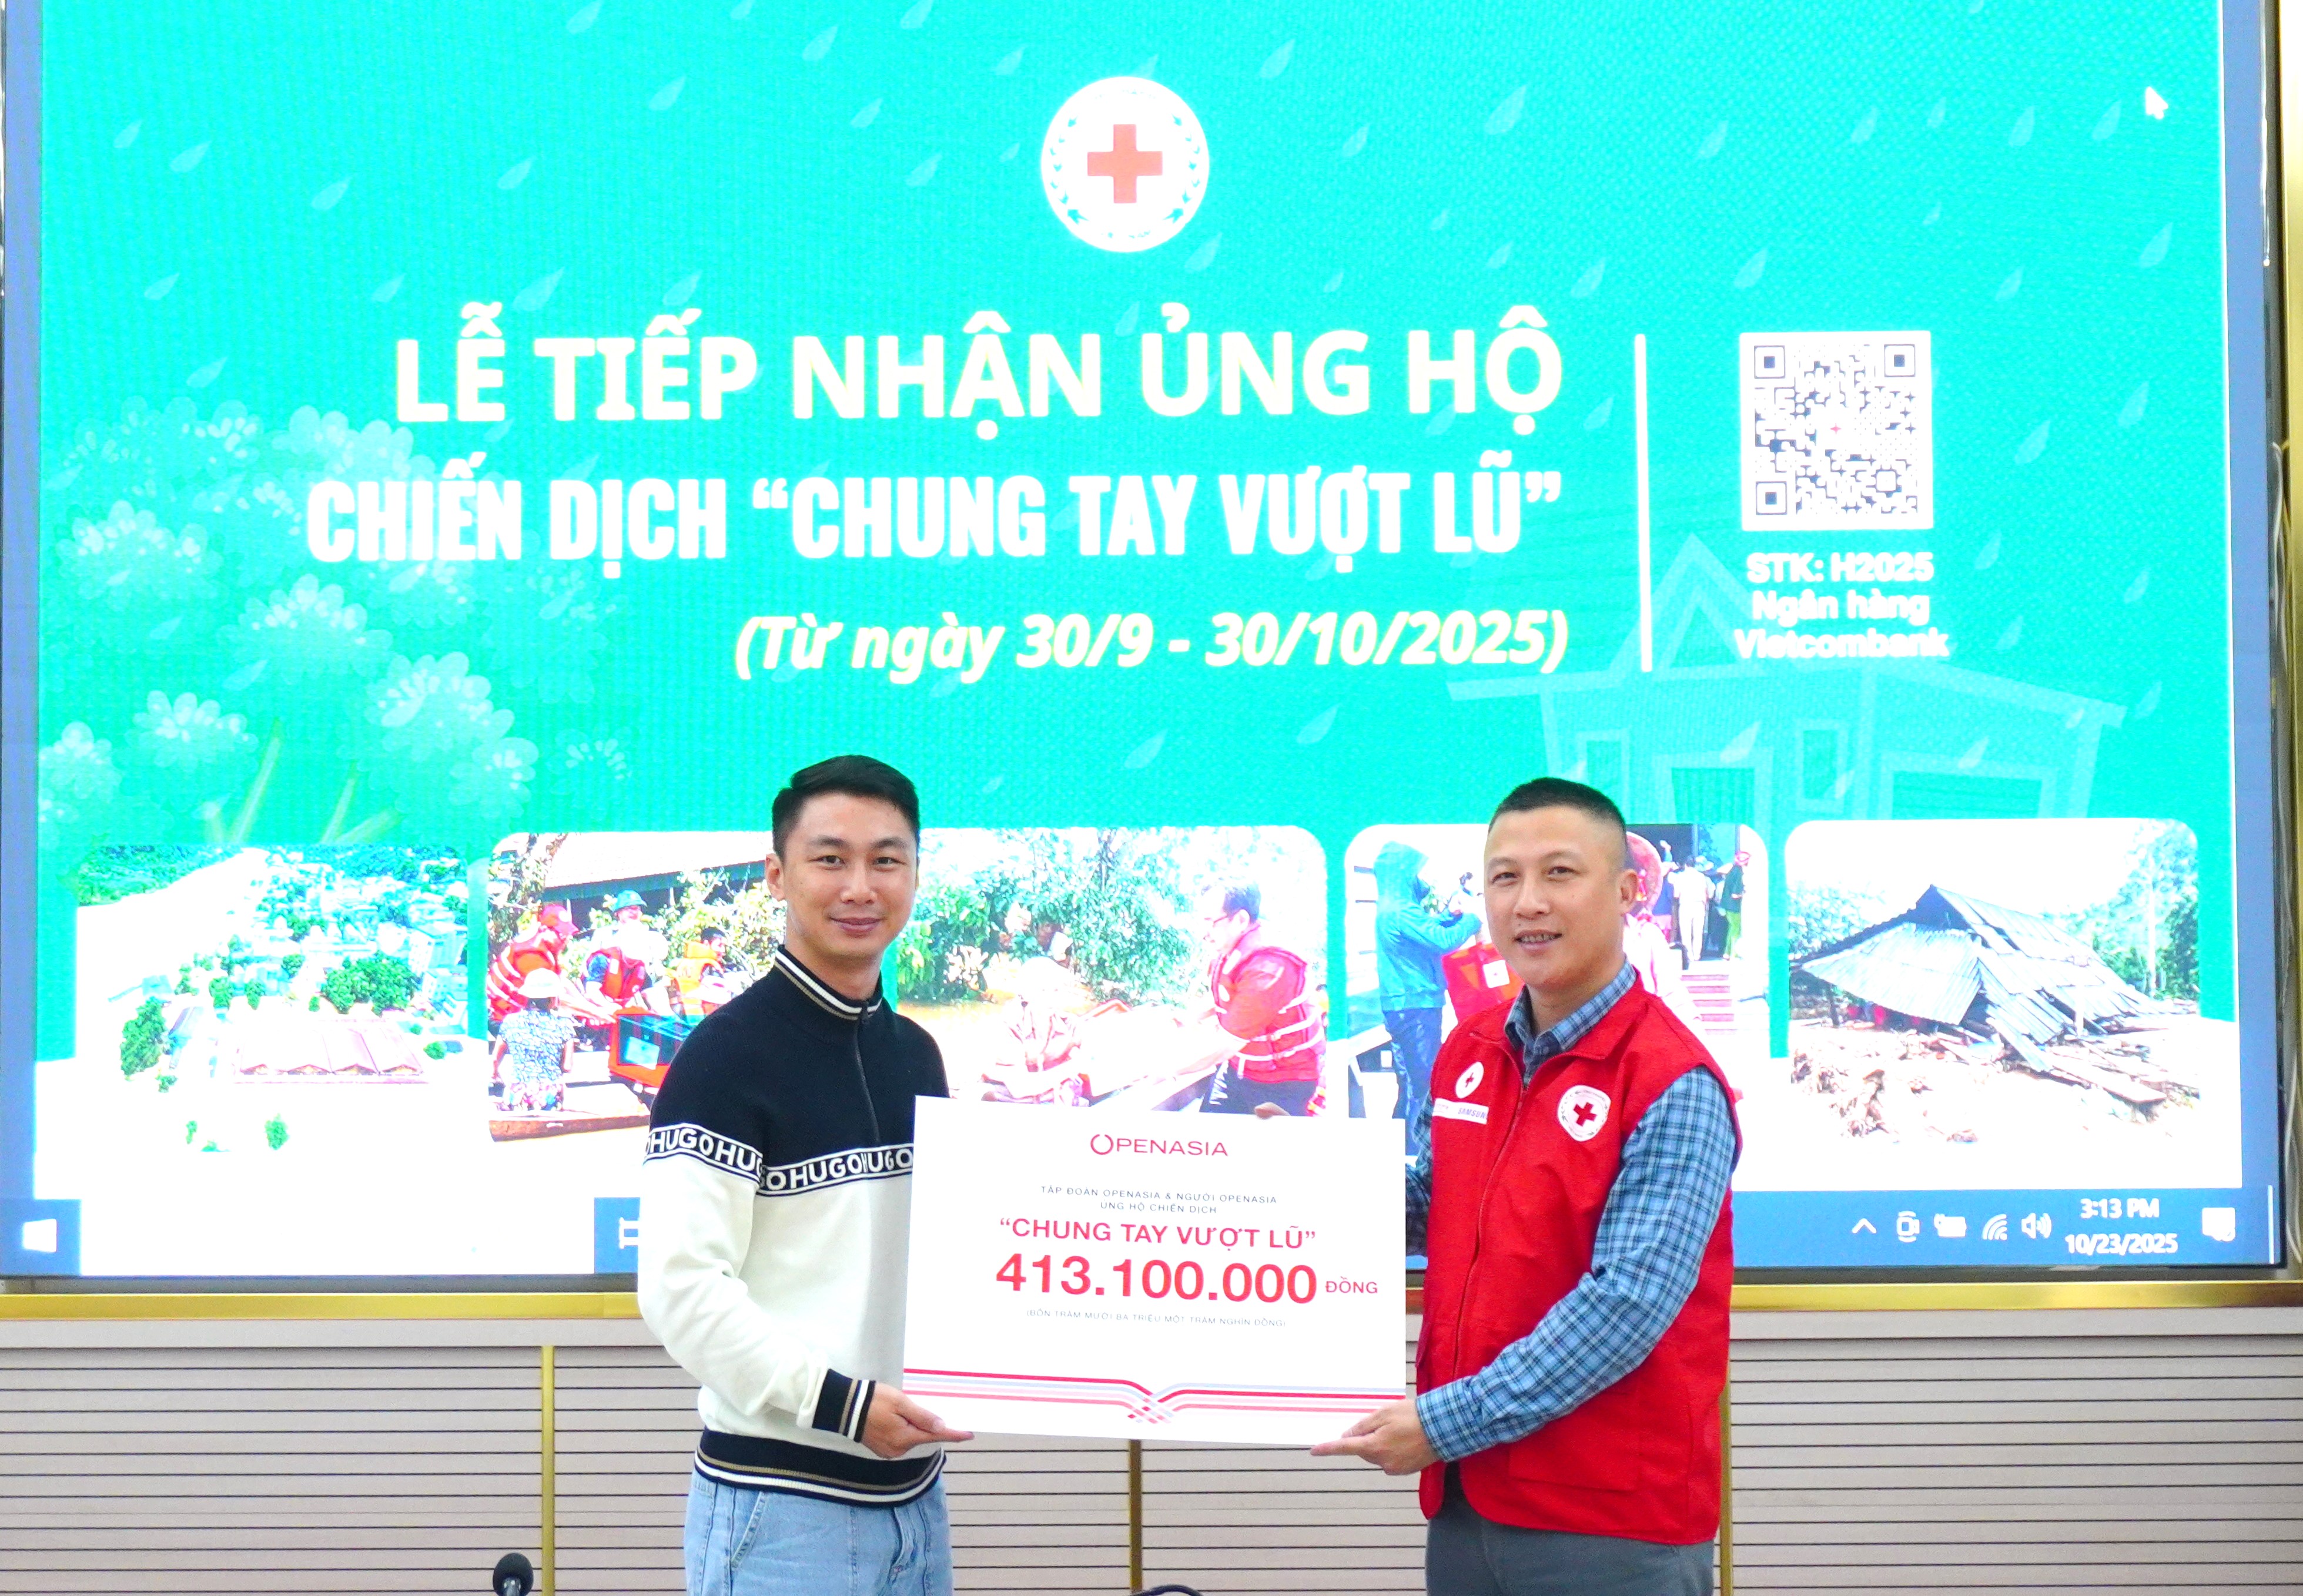 LỄ TIẾP NHẬN ỦNG HỘ
CHIẾN DỊCH “CHUNG TAY VƯỢT LŨ”
(Từ ngày 30/9 - 30/10/2025)
STK: H2025
Ngân hàng
Vietcombank
HUGO HUGO HUGO
SAMSUNG
OPENASIA
TẬP ĐOÀN OPENASIA & NGƯỜI OPENASIA
ỦNG HỘ CHIẾN DỊCH
“CHUNG TAY VƯỢT LŨ”
413.100.000 ĐỒNG
(BỐN TRĂM MƯỜI BA TRIỆU MỘT TRĂM NGHÌN ĐỒNG)
3:13 PM
10/23/2025